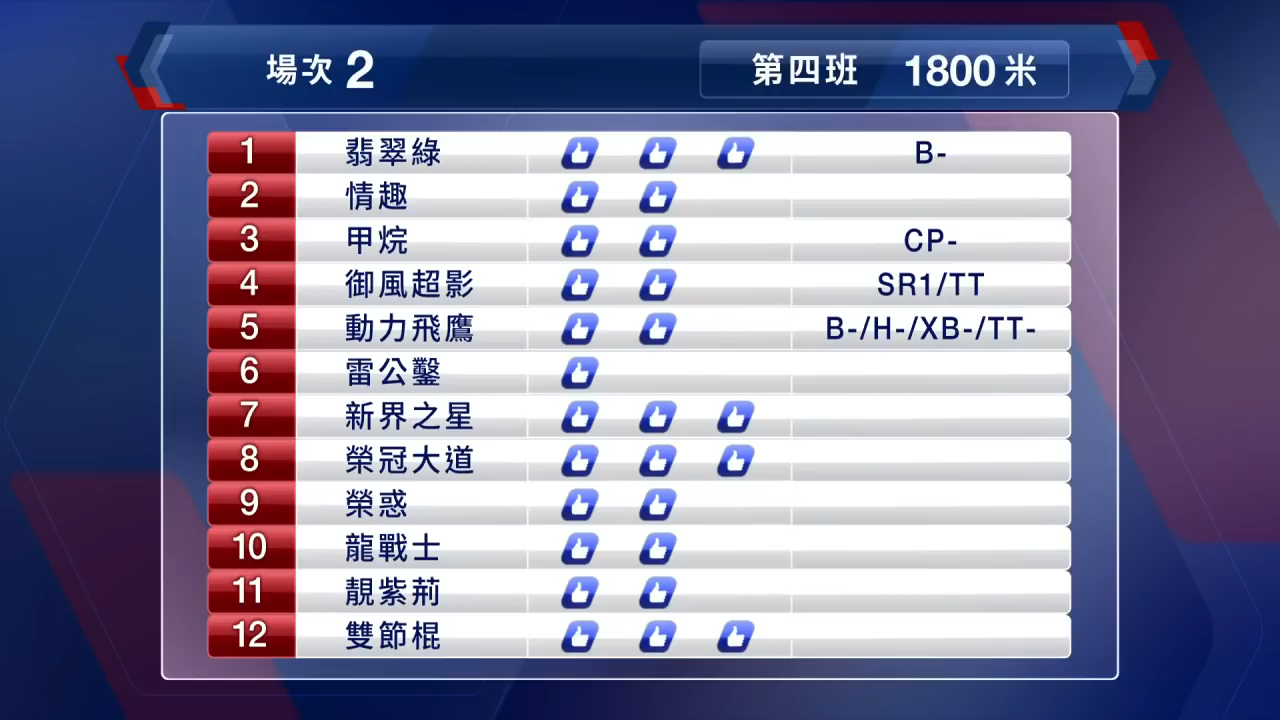 場次 2 第四班 1800 米
1 翡翠綠 B-
2 情趣
3 甲烷 CP-
4 御風超影 SR1/TT
5 動力飛鷹 B-/H-/XB-/TT-
6 雷公鑿
7 新界之星
8 榮冠大道
9 榮惑
10 龍戰士
11 靚紫荊
12 雙節棍